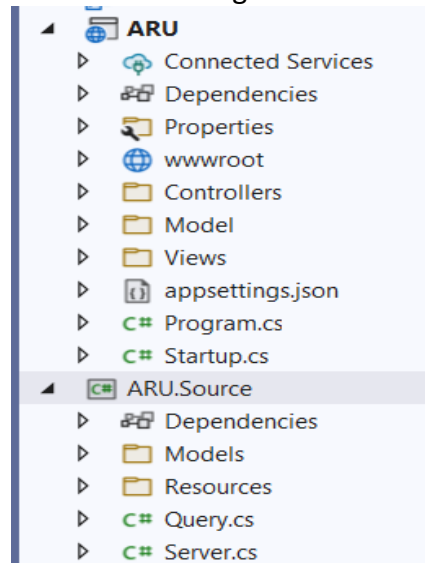 ARU
Connected Services
Dependencies
Properties
wwwroot
Controllers
Model
Views
appsettings.json
C# Program.cs
C# Startup.cs
C# ARU.Source
Dependencies
Models
Resources
C# Query.cs
C# Server.cs